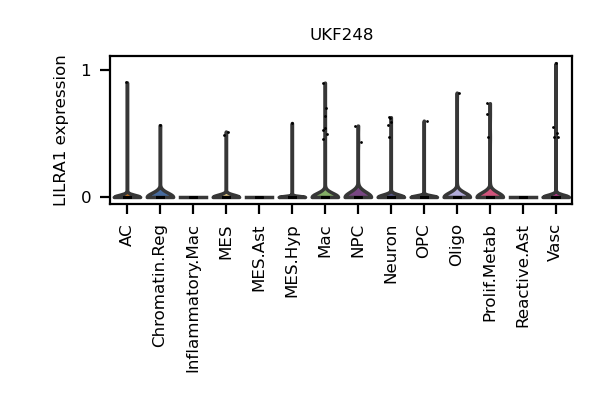 UKF248
LILRA1 expression
1
0
AC
Chromatin.Reg
Inflammatory.Mac
MES
MES.Ast
MES.Hyp
Mac
NPC
Neuron
OPC
Oligo
Prolif.Metab
Reactive.Ast
Vasc